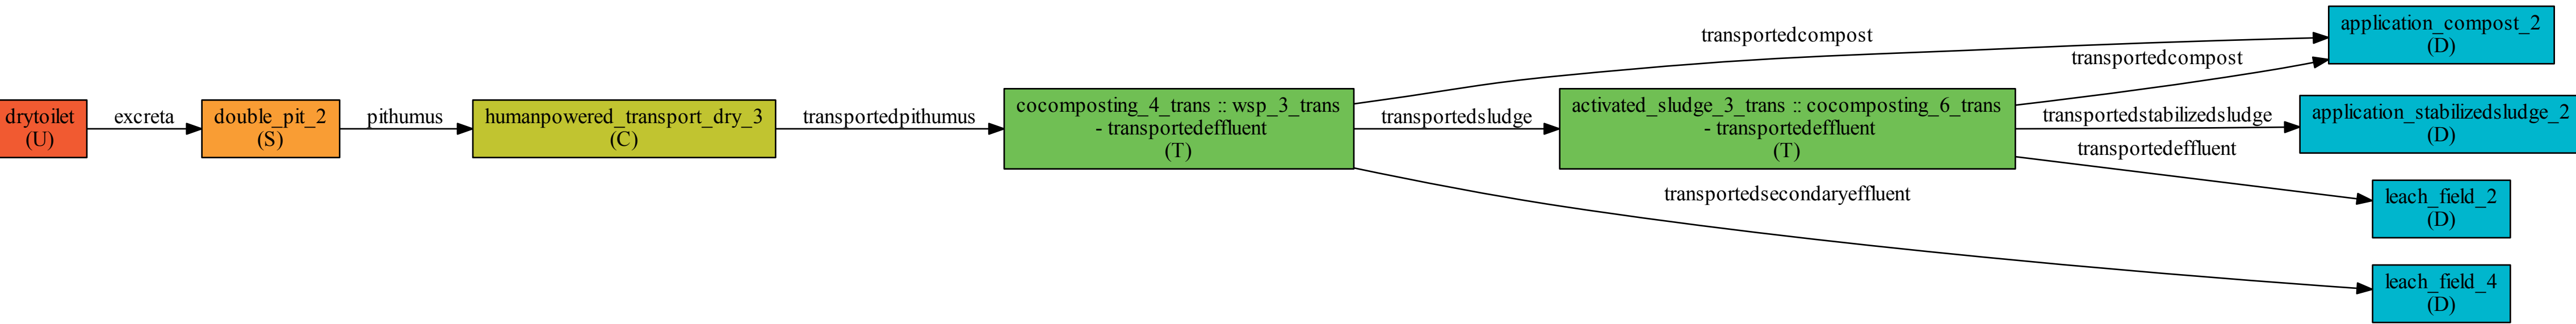 drytoilet
(U)
excreta
double_pit_2
(S)
pithumus
humanpowered_transport_dry_3
(C)
transportedpithumus
cocomposting_4_trans :: wsp_3_trans
- transportedeffluent
(T)
transportedcompost
transportedsludge
transportedsecondaryeffluent
activated_sludge_3_trans :: cocomposting_6_trans
- transportedeffluent
(T)
transportedcompost
transportedstabilizedsludge
transportedeffluent
application_compost_2
(D)
application_stabilizedsludge_2
(D)
leach_field_2
(D)
leach_field_4
(D)